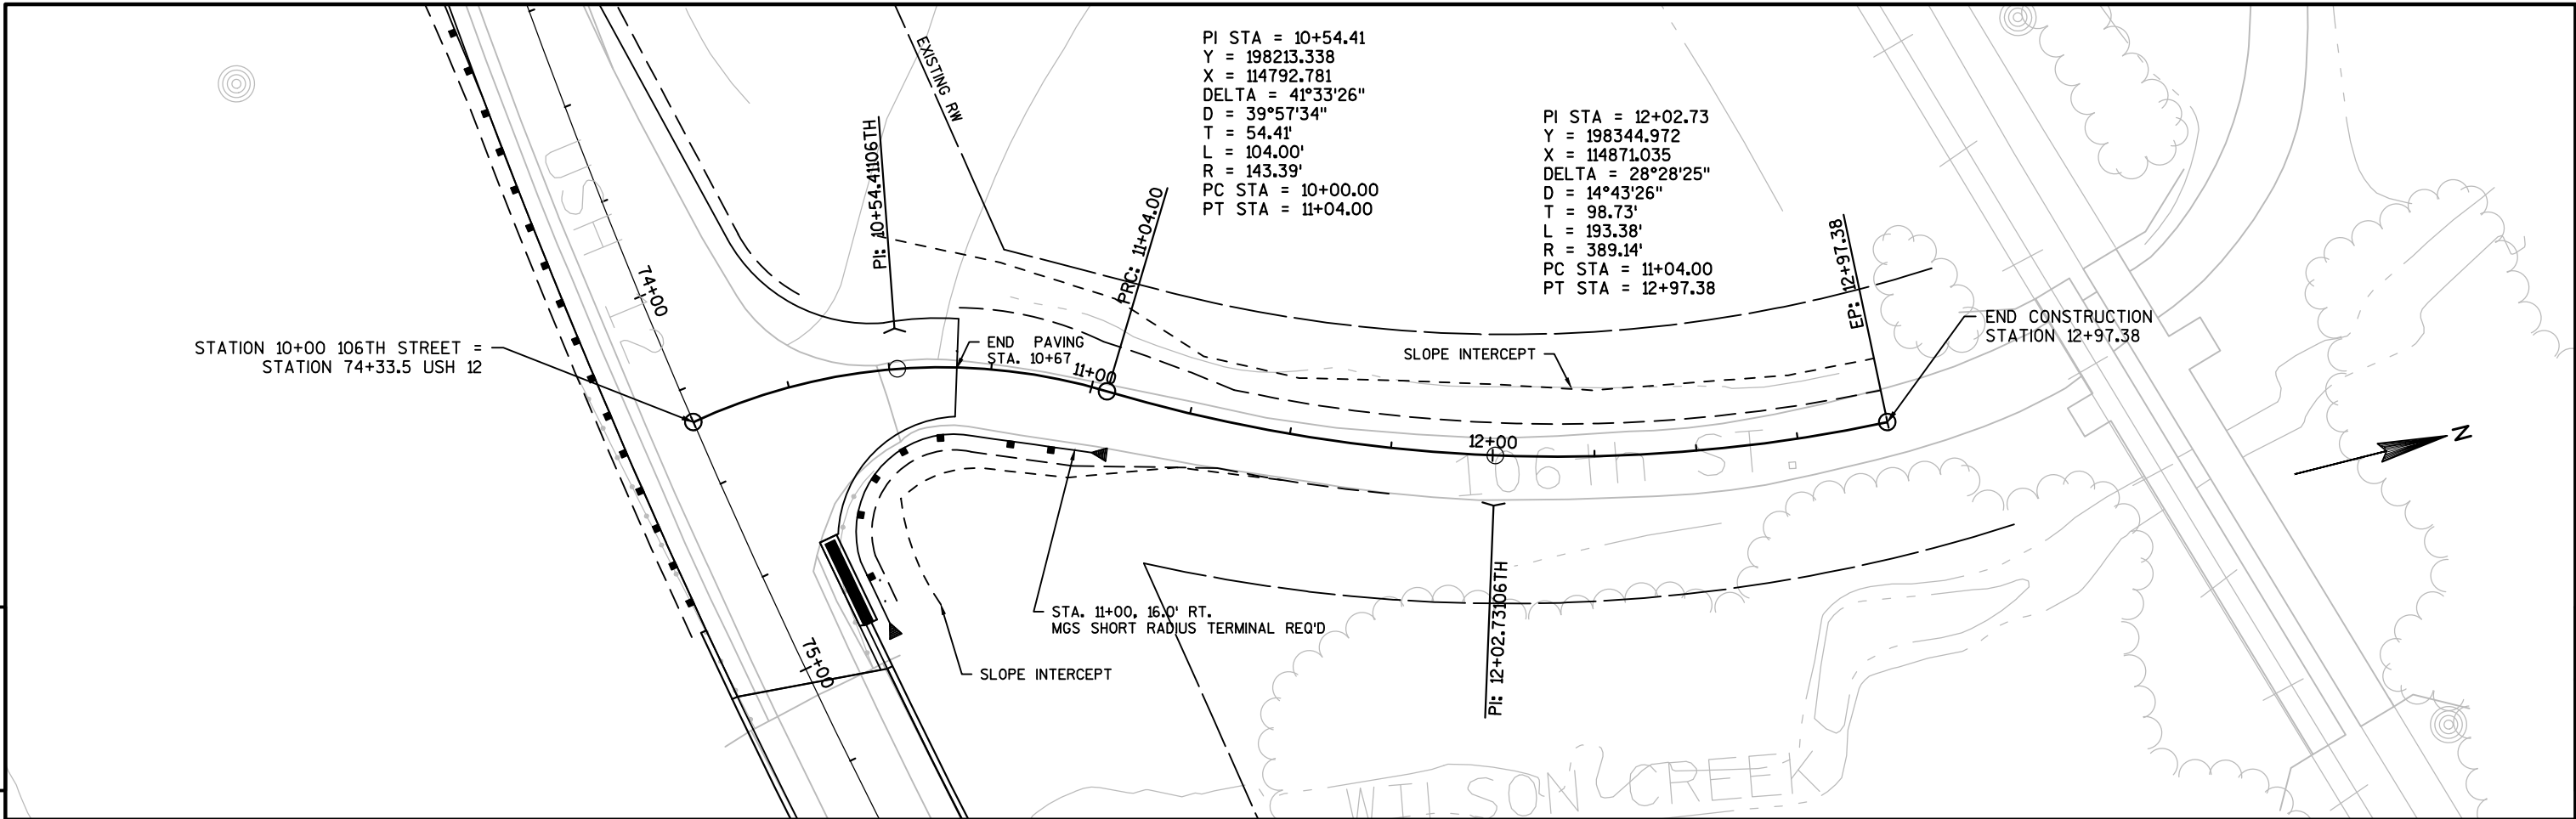 EXISTING RW
PI STA = 10+54.41
Y = 198213.338
X = 114792.781
DELTA = 41°33'26"
D = 39°57'34"
T = 54.41'
L = 104.00'
R = 143.39'
PC STA = 10+00.00
PT STA = 11+04.00
PI STA = 12+02.73
Y = 198344.972
X = 114871.035
DELTA = 28°28'25"
D = 14°43'26"
T = 98.73'
L = 193.38'
R = 389.14'
PC STA = 11+04.00
PT STA = 12+97.38
USH 12
74+00
PI: 10+54.41106TH
PRC: 11+04.00
EP: 12+97.38
STATION 10+00 106TH STREET =
STATION 74+33.5 USH 12
END PAVING
STA. 10+67
11+00
SLOPE INTERCEPT
END CONSTRUCTION
STATION 12+97.38
12+00
106Th ST.
N
PI: 12+02.73106TH
STA. 11+00, 16.0' RT.
MGS SHORT RADIUS TERMINAL REQ'D
SLOPE INTERCEPT
75+00
WILSON CREEK